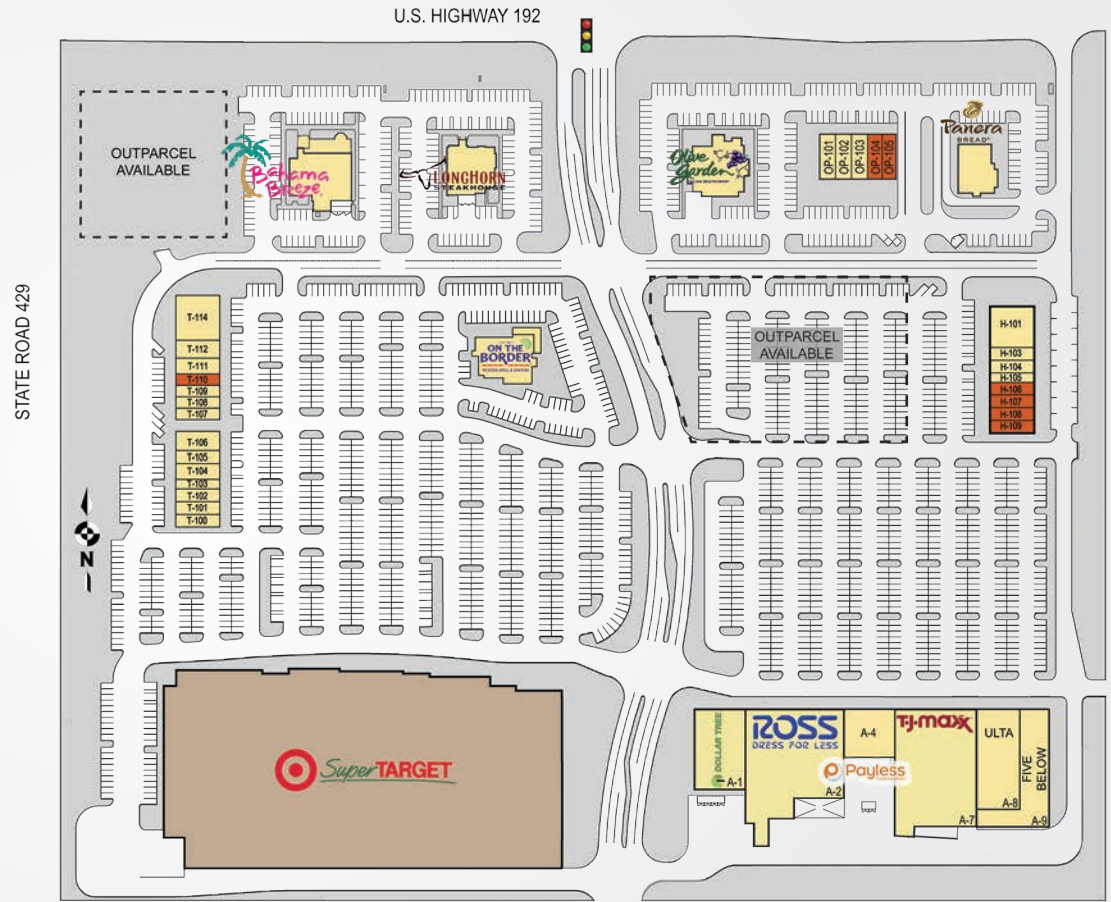 U.S. HIGHWAY 192
STATE ROAD 429
OUTPARCEL
AVAILABLE
Bahama
Breeze
LONGHORN
STEAKHOUSE
Olive
Garden
OP-101
OP-102
OP-103
OP-104
OP-105
Panera
BREAD
T-114
T-112
T-111
T-110
T-109
T-108
T-107
T-106
T-105
T-104
T-103
T-102
T-101
T-100
ON THE
BORDER
OUTPARCEL
AVAILABLE
H-101
H-103
H-104
H-105
H-106
H-107
H-108
H-109
N
SuperTARGET
DOLLAR TREE
A-1
ROSS
DRESS FOR LESS
A-2
A-4
Payless
T·J·maxx
A-7
ULTA
A-8
FIVE
BELOW
A-9